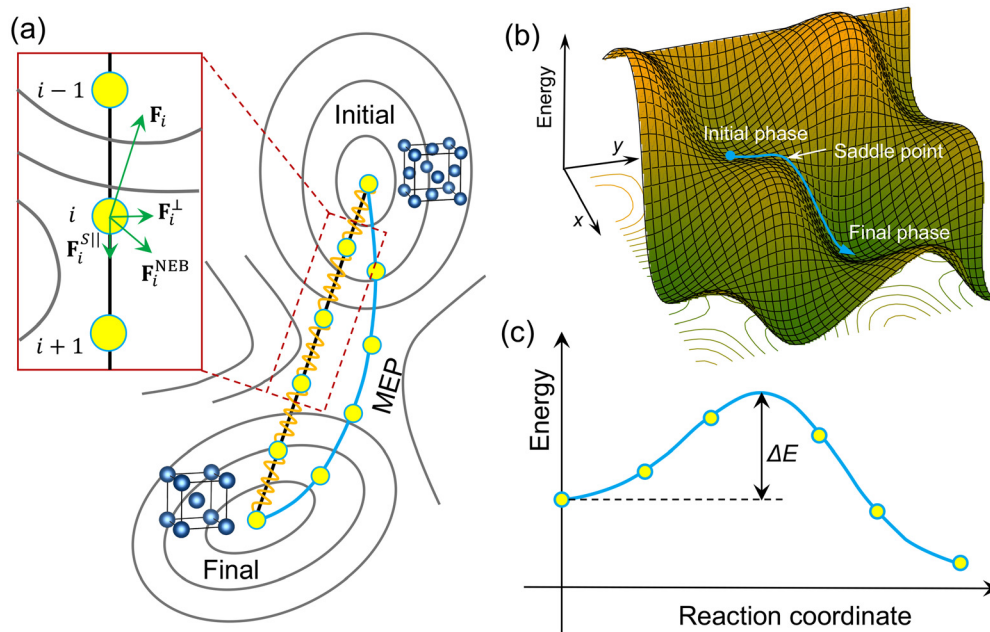 (a)
i − 1
F_i
i
F_i^⊥
F_i^{S||}
F_i^{NEB}
i + 1
Initial
MEP
Final
(b)
Energy
y
x
Initial phase
Saddle point
Final phase
(c)
Energy
ΔE
Reaction coordinate